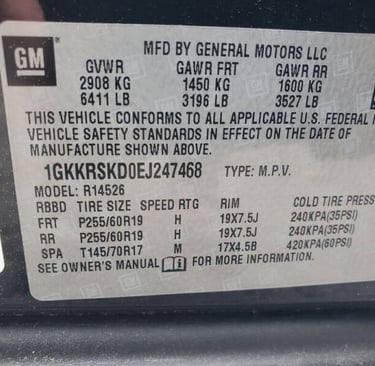 GM
MFD BY GENERAL MOTORS LLC
GVWR GAWR FRT GAWR RR
2908 KG 1450 KG 1600 KG
6411 LB 3196 LB 3527 LB
THIS VEHICLE CONFORMS TO ALL APPLICABLE U.S. FEDERAL
VEHICLE SAFETY STANDARDS IN EFFECT ON THE DATE OF
MANUFACTURE SHOWN ABOVE.
1GKKRSKD0EJ247468 TYPE: M.P.V.
MODEL: R14526
RBBD TIRE SIZE SPEED RTG RIM COLD TIRE PRESS
FRT P255/60R19 H 19X7.5J 240KPA(35PSI)
RR P255/60R19 H 19X7.5J 240KPA(35PSI)
SPA T145/70R17 M 17X4.5B 420KPA(60PSI)
SEE OWNER'S MANUAL FOR MORE INFORMATION.